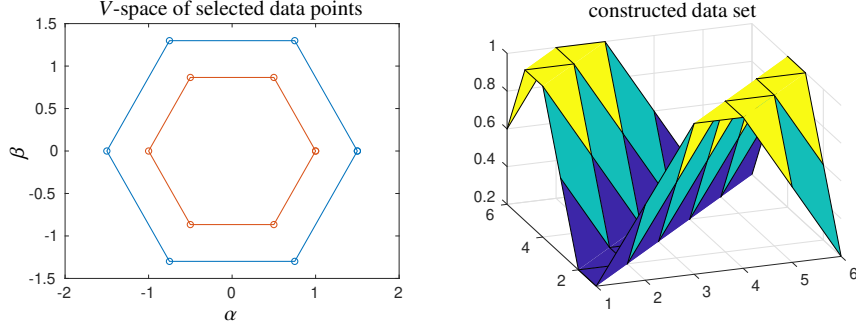 V-space of selected data points
1.5
1
0.5
0
-0.5
-1
-1.5
-2 -1 0 1 2
β
α
constructed data set
1
0.8
0.6
0.4
0.2
6
4
2
1 2 3 4 5 6